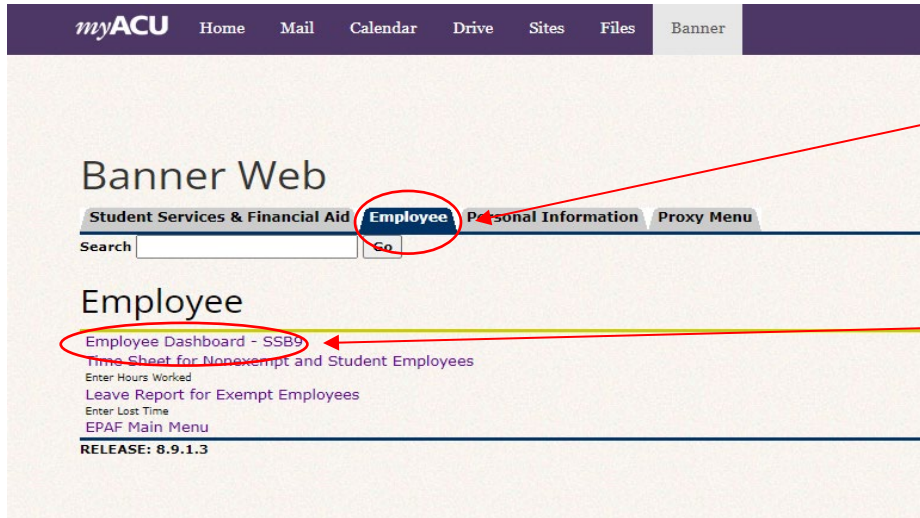 myACU Home Mail Calendar Drive Sites Files Banner
Banner Web
Student Services & Financial Aid Employee Personal Information Proxy Menu
Search Go
Employee
Employee Dashboard - SSB9
Time Sheet for Nonexempt and Student Employees
Enter Hours Worked
Leave Report for Exempt Employees
Enter Lost Time
EPAF Main Menu
RELEASE: 8.9.1.3